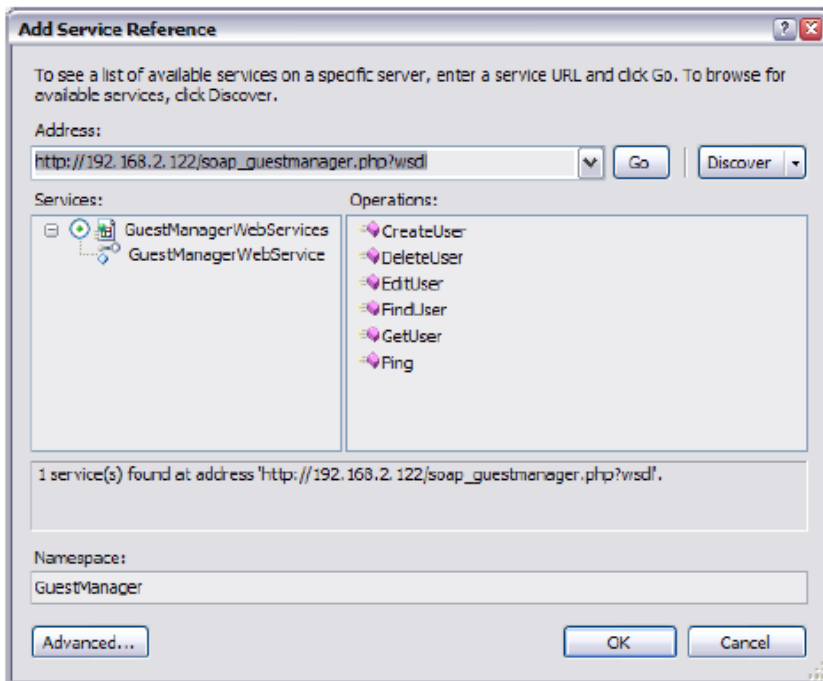 Add Service Reference
To see a list of available services on a specific server, enter a service URL and click Go. To browse for
available services, click Discover.
Address:
http://192.168.2.122/soap_guestmanager.php?wsdl
Go
Discover
Services:
Operations:
GuestManagerWebServices
GuestManagerWebService
CreateUser
DeleteUser
EditUser
FindUser
GetUser
Ping
1 service(s) found at address 'http://192.168.2.122/soap_guestmanager.php?wsdl'.
Namespace:
GuestManager
Advanced...
OK
Cancel